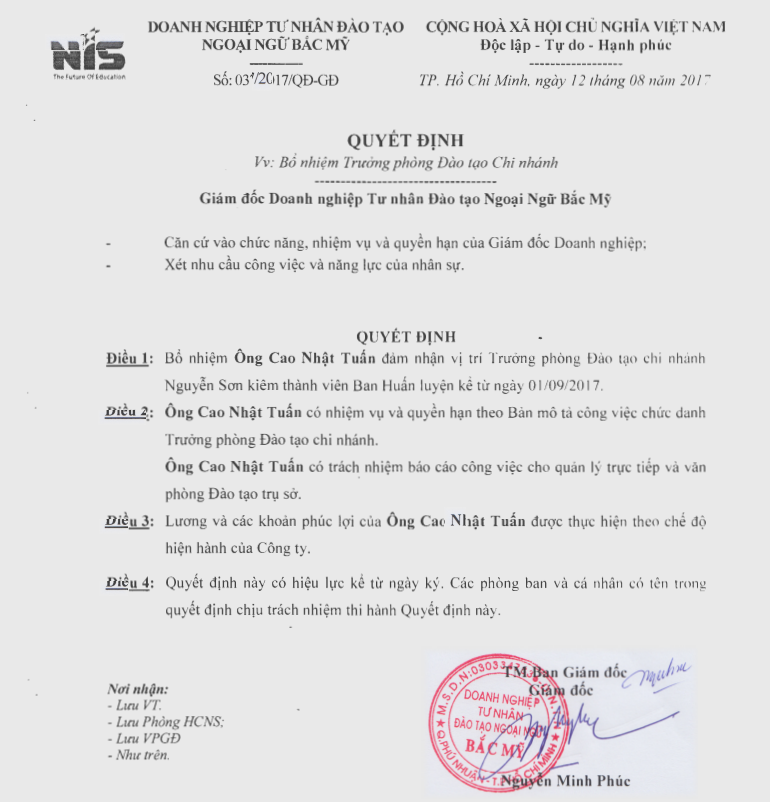 NIS
The Future Of Education
DOANH NGHIỆP TƯ NHÂN ĐÀO TẠO
NGOẠI NGỮ BẮC MỸ
Số: 031/2017/QĐ-GĐ
CỘNG HOÀ XÃ HỘI CHỦ NGHĨA VIỆT NAM
Độc lập - Tự do - Hạnh phúc
TP. Hồ Chí Minh, ngày 12 tháng 08 năm 2017
QUYẾT ĐỊNH
Vv: Bổ nhiệm Trưởng phòng Đào tạo Chi nhánh
Giám đốc Doanh nghiệp Tư nhân Đào tạo Ngoại Ngữ Bắc Mỹ
- Căn cứ vào chức năng, nhiệm vụ và quyền hạn của Giám đốc Doanh nghiệp;
- Xét nhu cầu công việc và năng lực của nhân sự.
QUYẾT ĐỊNH -
Điều 1: Bổ nhiệm Ông Cao Nhật Tuấn đảm nhận vị trí Trưởng phòng Đào tạo chi nhánh
Nguyễn Sơn kiêm thành viên Ban Huấn luyện kể từ ngày 01/09/2017.
Điều 2: Ông Cao Nhật Tuấn có nhiệm vụ và quyền hạn theo Bản mô tả công việc chức danh
Trưởng phòng Đào tạo chi nhánh.
Ông Cao Nhật Tuấn có trách nhiệm báo cáo công việc cho quản lý trực tiếp và văn
phòng Đào tạo trụ sở.
Điều 3: Lương và các khoản phúc lợi của Ông Cao Nhật Tuấn được thực hiện theo chế độ
hiện hành của Công ty.
Điều 4: Quyết định này có hiệu lực kể từ ngày ký. Các phòng ban và cá nhân có tên trong
quyết định chịu trách nhiệm thi hành Quyết định này.
Nơi nhận:
- Lưu VT.
- Lưu Phòng HCNS;
- Lưu VPGĐ
- Như trên.
TM.Ban Giám đốc
Giám đốc
DOANH NGHIỆP
TƯ NHÂN
ĐÀO TẠO NGOẠI NGỮ
BẮC MỸ
Q.PHÚ NHUẬN - T.P HỒ CHÍ MINH
Nguyễn Minh Phúc